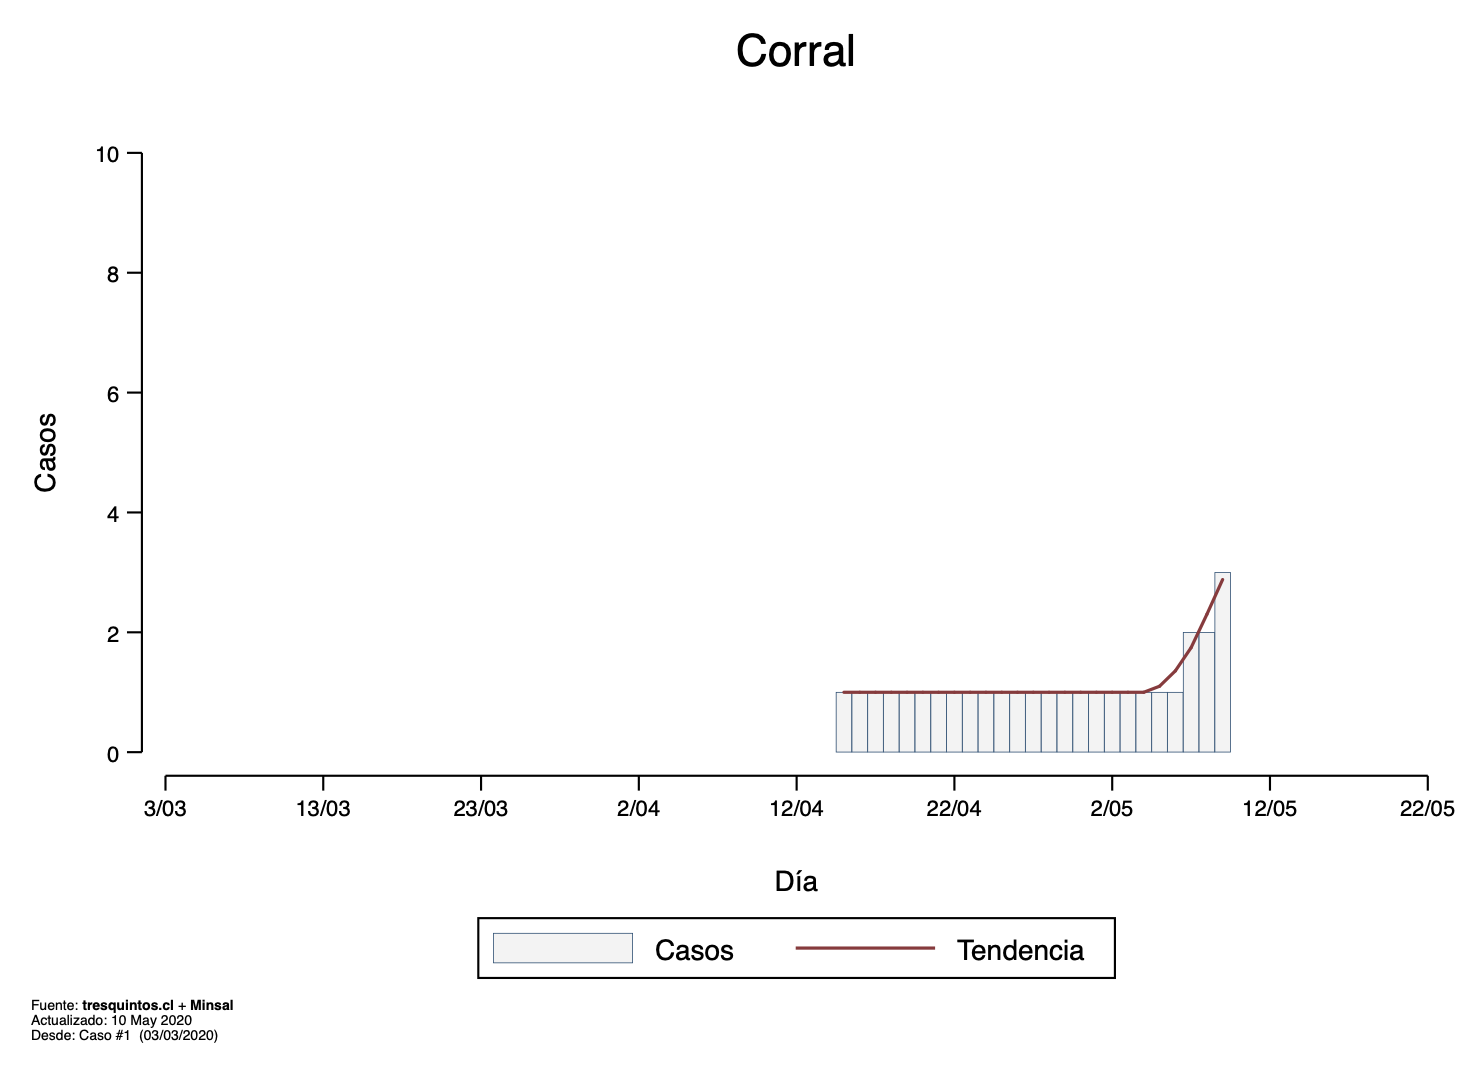 Corral
10
8
6
4
2
0
Casos
3/03 13/03 23/03 2/04 12/04 22/04 2/05 12/05 22/05
Día
Casos Tendencia
Fuente: tresquintos.cl + Minsal
Actualizado: 10 May 2020
Desde: Caso #1 (03/03/2020)